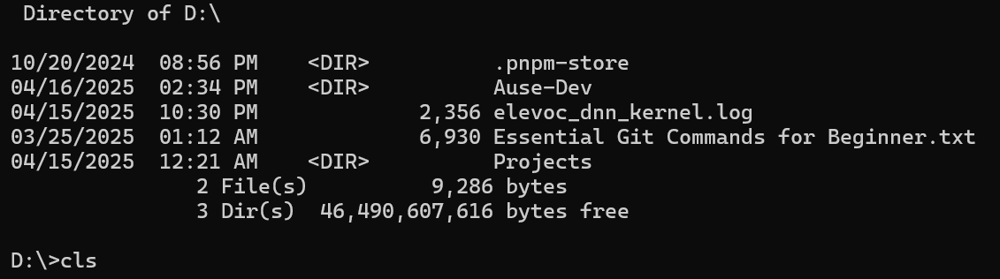 Directory of D:\
10/20/2024  08:56 PM    <DIR>          .pnpm-store
04/16/2025  02:34 PM    <DIR>          Ause-Dev
04/15/2025  10:30 PM             2,356 elevoc_dnn_kernel.log
03/25/2025  01:12 AM             6,930 Essential Git Commands for Beginner.txt
04/15/2025  12:21 AM    <DIR>          Projects
               2 File(s)          9,286 bytes
               3 Dir(s)  46,490,607,616 bytes free
D:\>cls